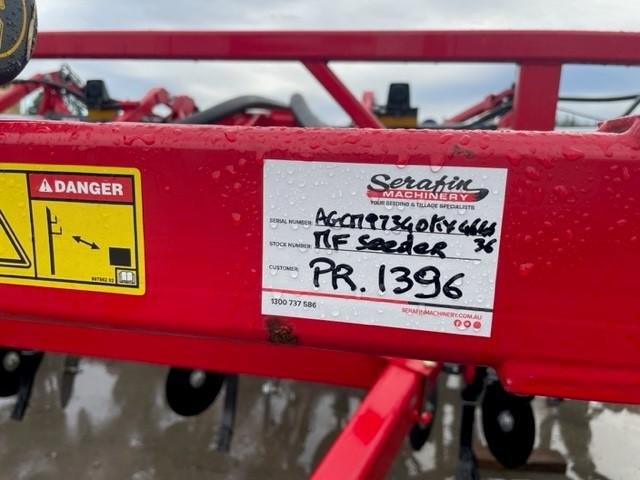 DANGER
Serafin
MACHINERY
YOUR SEEDING & TILLAGE SPECIALISTS
SERIAL NUMBER:
STOCK NUMBER: MF Seeder 36
CUSTOMER: PR. 1396
1300 737 586
SERAFINMACHINERY.COM.AU